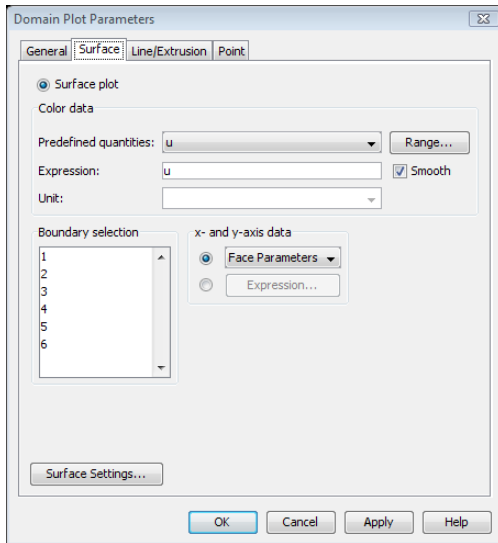 Domain Plot Parameters
General Surface Line/Extrusion Point
Surface plot
Color data
Predefined quantities: u Range...
Expression: u Smooth
Unit:
Boundary selection
1
2
3
4
5
6
x- and y-axis data
Face Parameters
Expression...
Surface Settings...
OK Cancel Apply Help